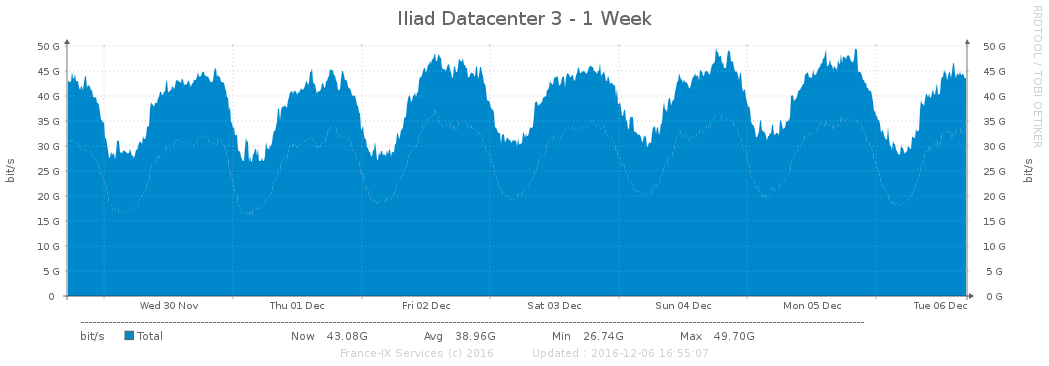 Iliad Datacenter 3 - 1 Week
RRDTOOL / TOBI OETIKER
bit/s
50 G
45 G
40 G
35 G
30 G
25 G
20 G
15 G
10 G
5 G
0
50 G
45 G
40 G
35 G
30 G
25 G
20 G
15 G
10 G
5 G
0 G
bit/s
Wed 30 Nov Thu 01 Dec Fri 02 Dec Sat 03 Dec Sun 04 Dec Mon 05 Dec Tue 06 Dec
bit/s Total Now 43.08G Avg 38.96G Min 26.74G Max 49.70G
France-IX Services (c) 2016 Updated : 2016-12-06 16:55:07